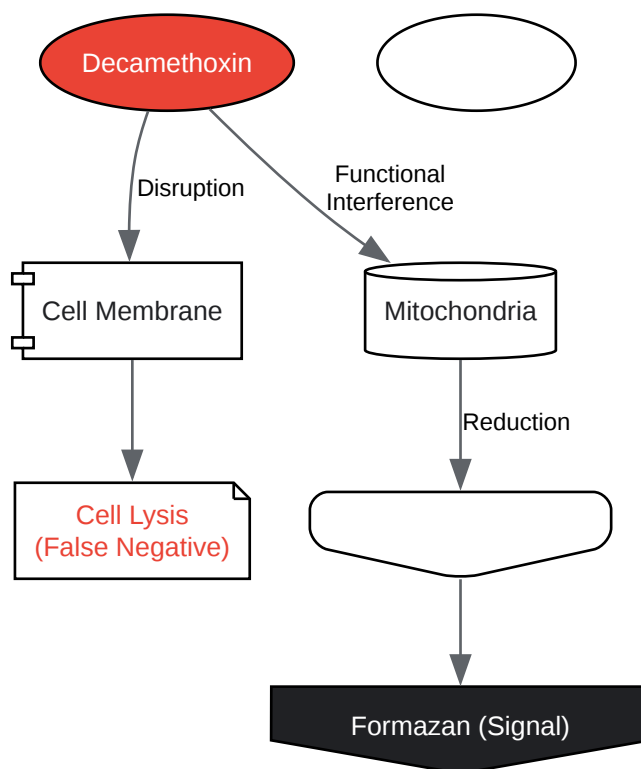 Decamethoxin
Disruption
Functional
Interference
Cell Membrane
Mitochondria
Reduction
Cell Lysis
(False Negative)
Formazan (Signal)